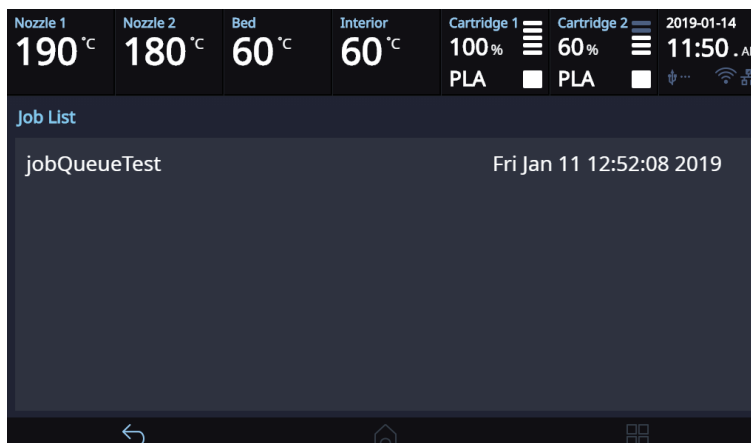 Nozzle 1
190 °C
Nozzle 2
180 °C
Bed
60 °C
Interior
60 °C
Cartridge 1
100 %
PLA
Cartridge 2
60 %
PLA
2019-01-14
11:50 .
Job List
jobQueueTest Fri Jan 11 12:52:08 2019